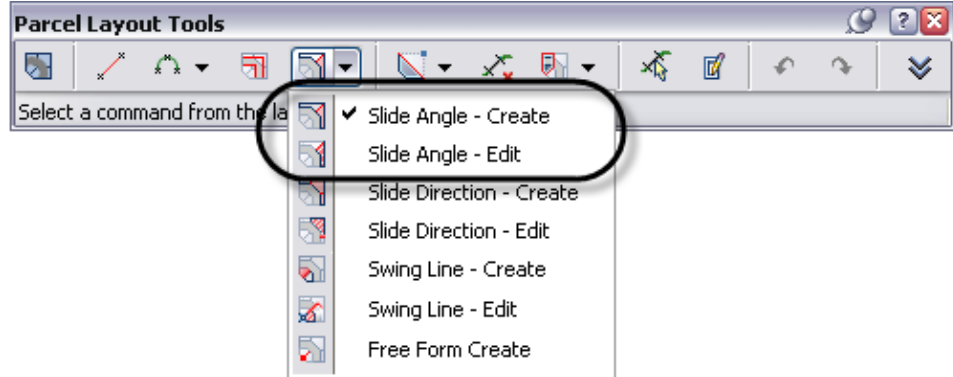 Parcel Layout Tools
Select a command from the la
Slide Angle - Create
Slide Angle - Edit
Slide Direction - Create
Slide Direction - Edit
Swing Line - Create
Swing Line - Edit
Free Form Create